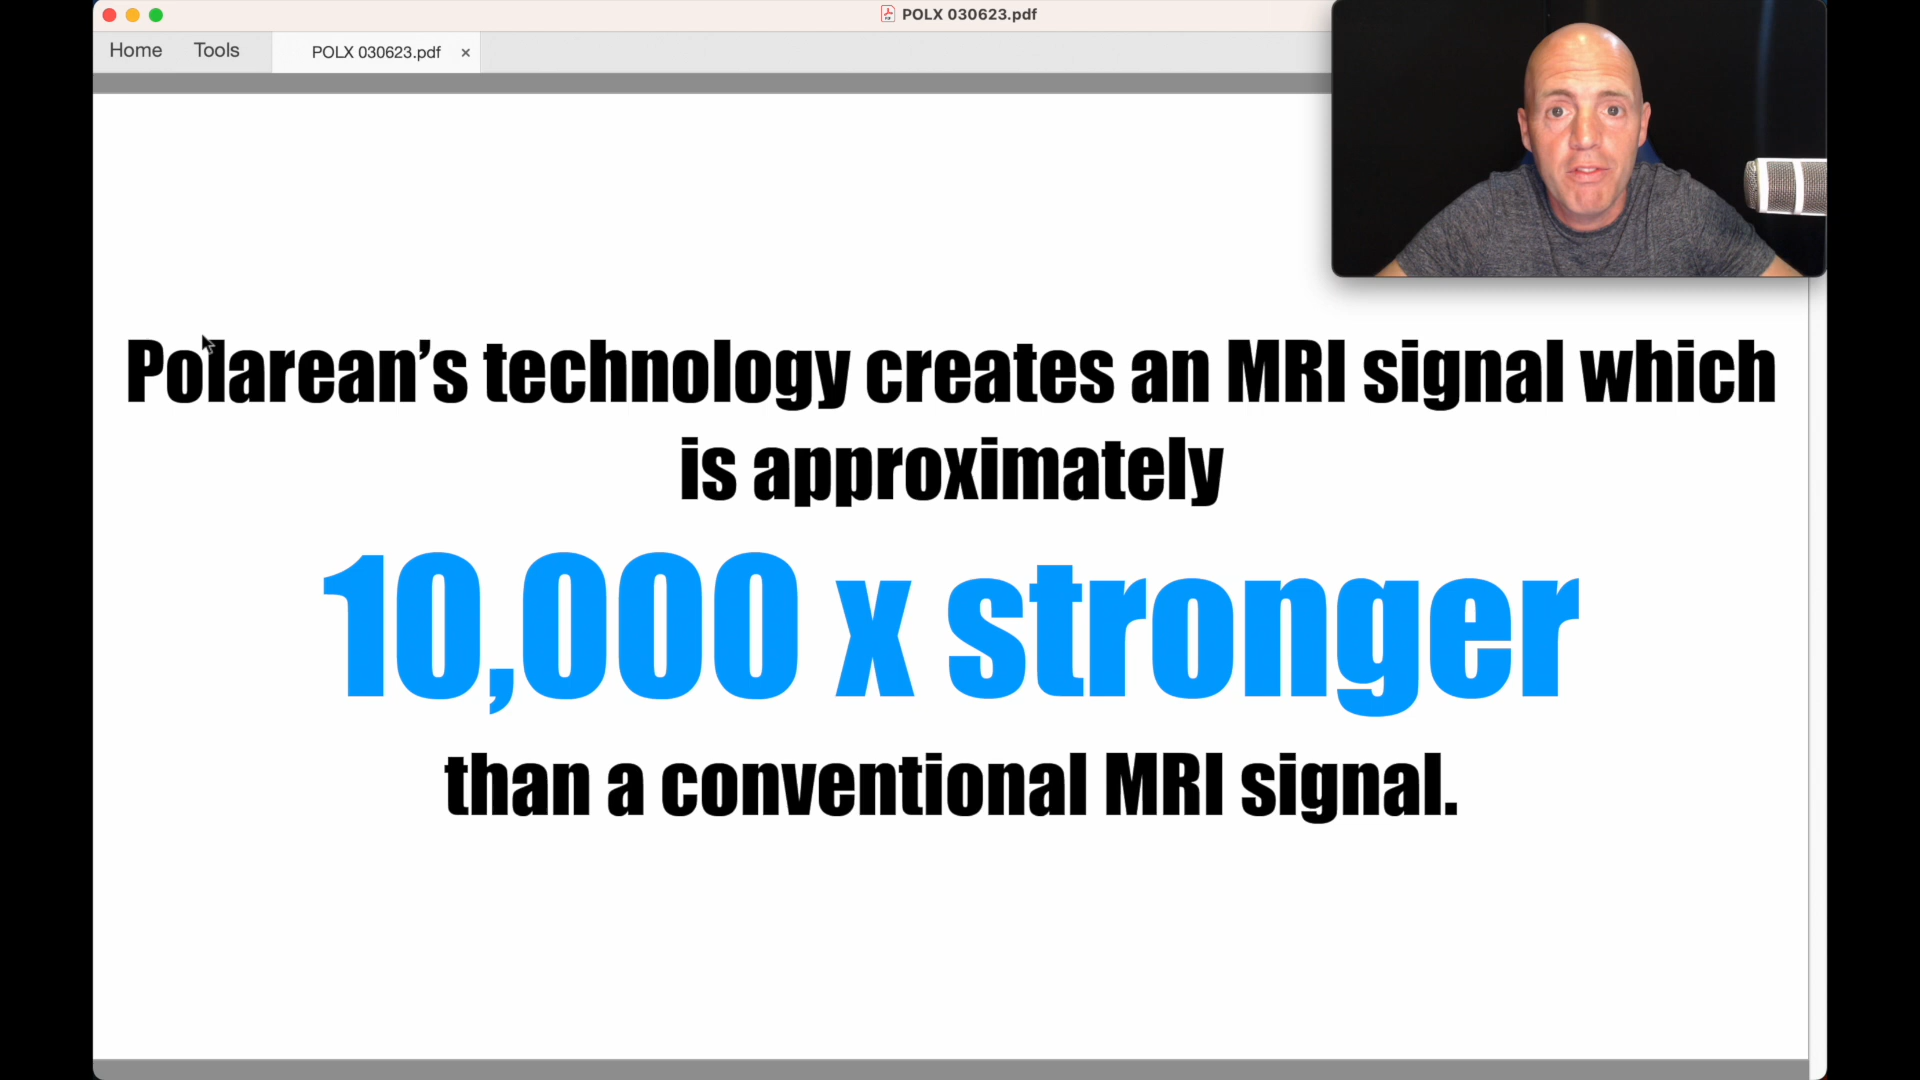 POLX 030623.pdf
Home Tools POLX 030623.pdf ×
Polarean’s technology creates an MRI signal which
is approximately
10,000 x stronger
than a conventional MRI signal.